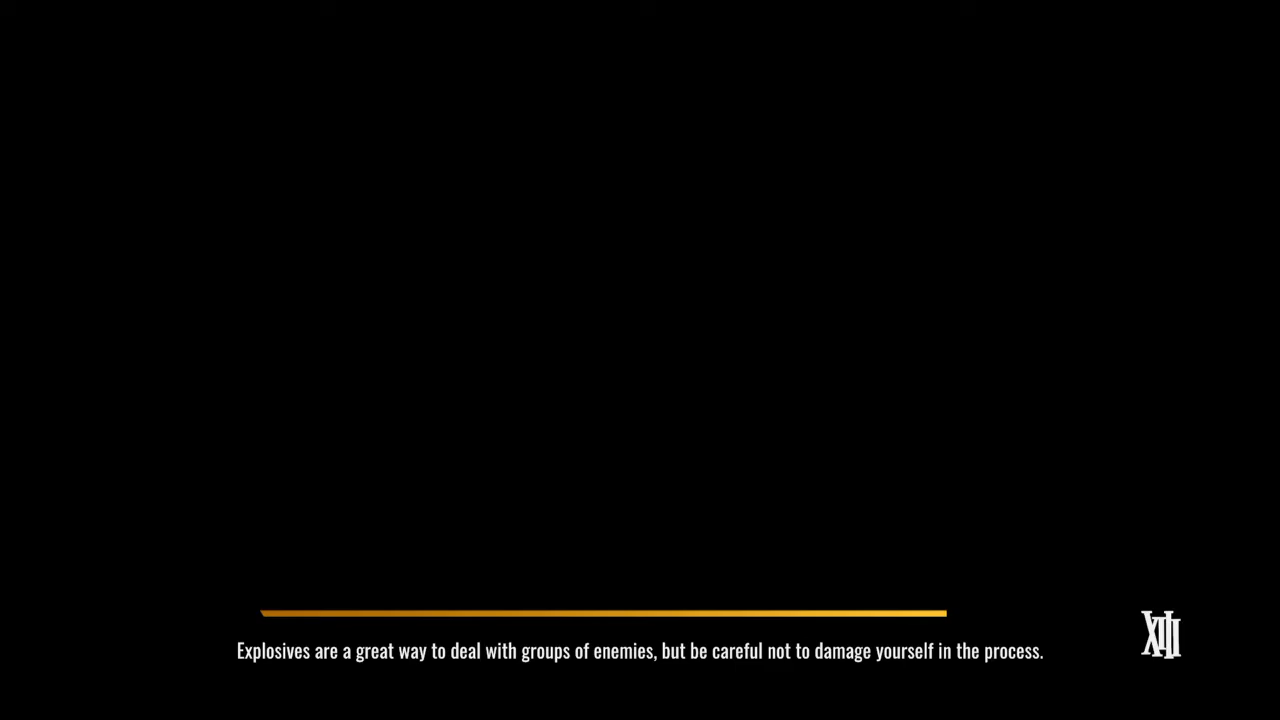 Explosives are a great way to deal with groups of enemies, but be careful not to damage yourself in the process.
XIII